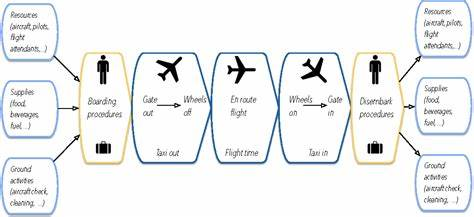 Resources
(aircraft, pilots,
flight
attendants,...)
Supplies
(food,
beverages,
fuel, ...)
Ground
activities
(aircraft check,
cleaning, ...)
Boarding
procedures
Gate
out
Wheels
off
Taxi out
En route
flight
Flight time
Wheels
on
Gate
in
Taxi in
Disembark
procedures
Resources
(aircraft, pilots,
flight
attendants,...)
Supplies
(food,
beverages,
fuel, ...)
Ground
activities
(aircraft check,
cleaning, ...)